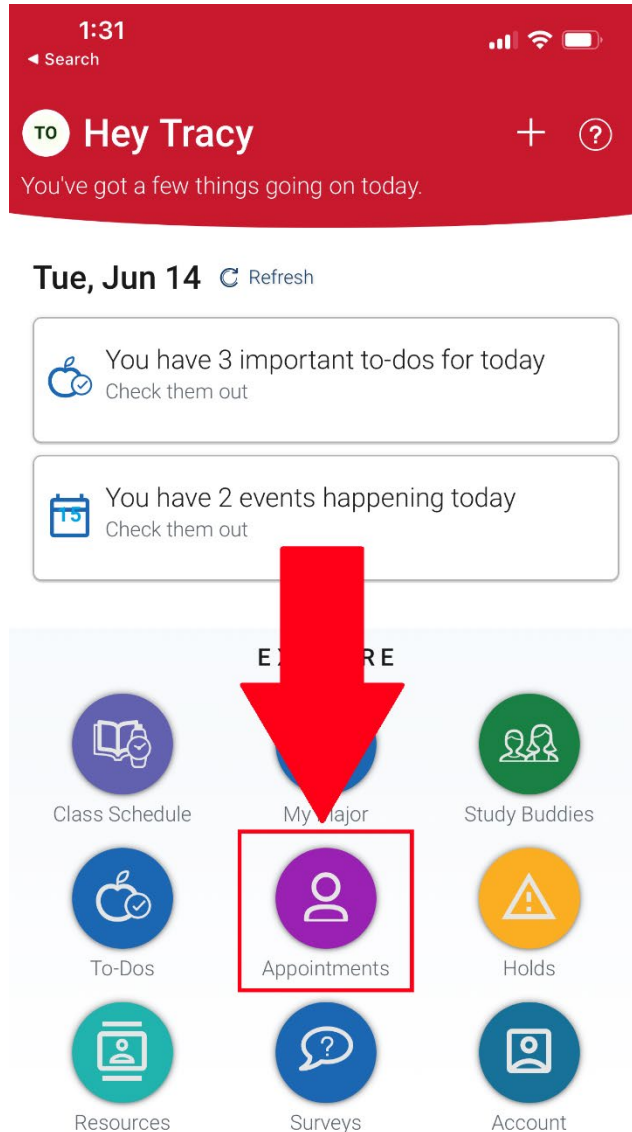 1:31
◀ Search
TO Hey Tracy
You've got a few things going on today.
Tue, Jun 14 Refresh
You have 3 important to-dos for today
Check them out
15
You have 2 events happening today
Check them out
Class Schedule
My Major
Study Buddies
To-Dos
Appointments
Holds
Resources
Surveys
Account